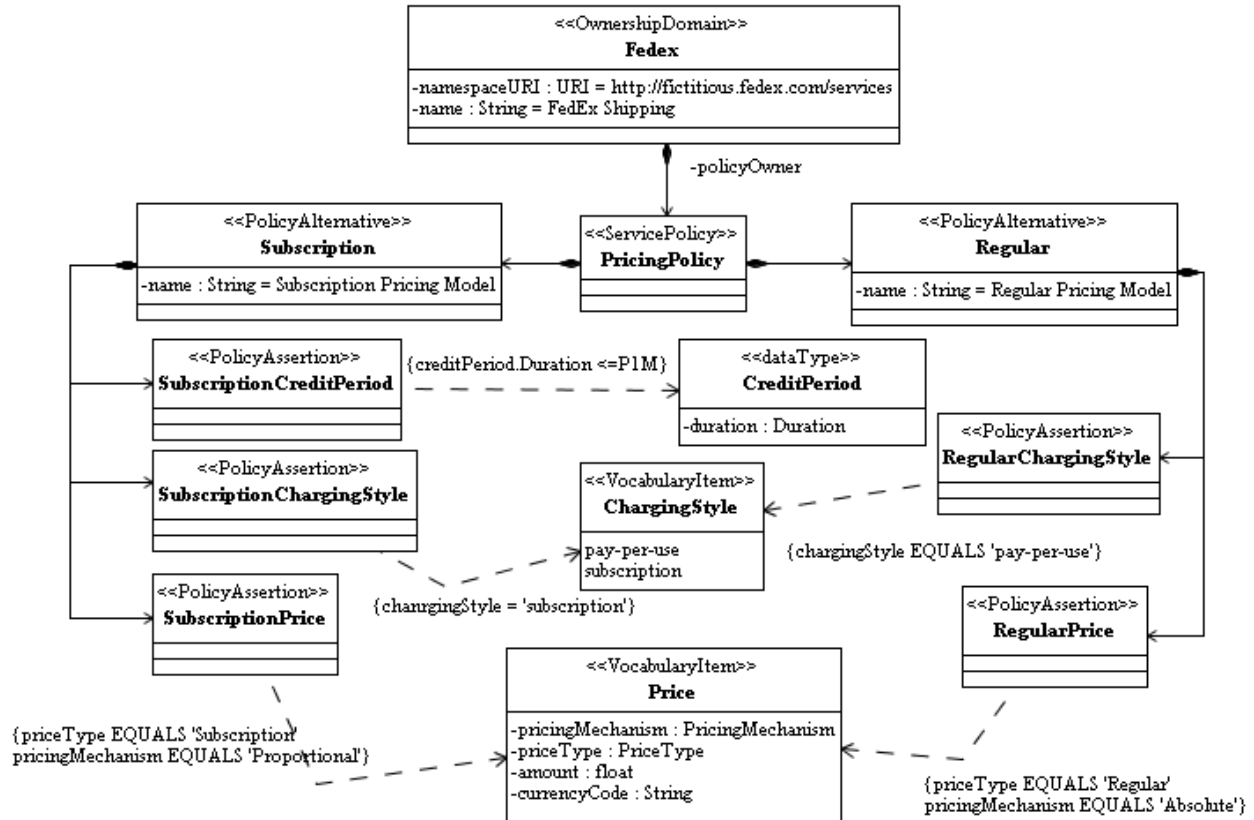 <<OwnershipDomain>>
Fedex
-namespaceURI : URI = http://fictitious.fedex.com/services
-name : String = FedEx Shipping
-policyOwner
<<PolicyAlternative>>
Subscription
-name : String = Subscription Pricing Model
<<ServicePolicy>>
PricingPolicy
<<PolicyAlternative>>
Regular
-name : String = Regular Pricing Model
<<PolicyAssertion>>
SubscriptionCreditPeriod
{creditPeriod.Duration <=P1M}
<<dataType>>
CreditPeriod
-duration : Duration
<<PolicyAssertion>>
RegularChargingStyle
<<PolicyAssertion>>
SubscriptionChargingStyle
<<VocabularyItem>>
ChargingStyle
pay-per-use
subscription
{chargingStyle EQUALS 'pay-per-use'}
{chanrgingStyle = 'subscription'}
<<PolicyAssertion>>
SubscriptionPrice
<<PolicyAssertion>>
RegularPrice
<<VocabularyItem>>
Price
-pricingMechanism : PricingMechanism
-priceType : PriceType
-amount : float
-currencyCode : String
{priceType EQUALS 'Subscription'
pricingMechanism EQUALS 'Proportional'}
{priceType EQUALS 'Regular'
pricingMechanism EQUALS 'Absolute'}